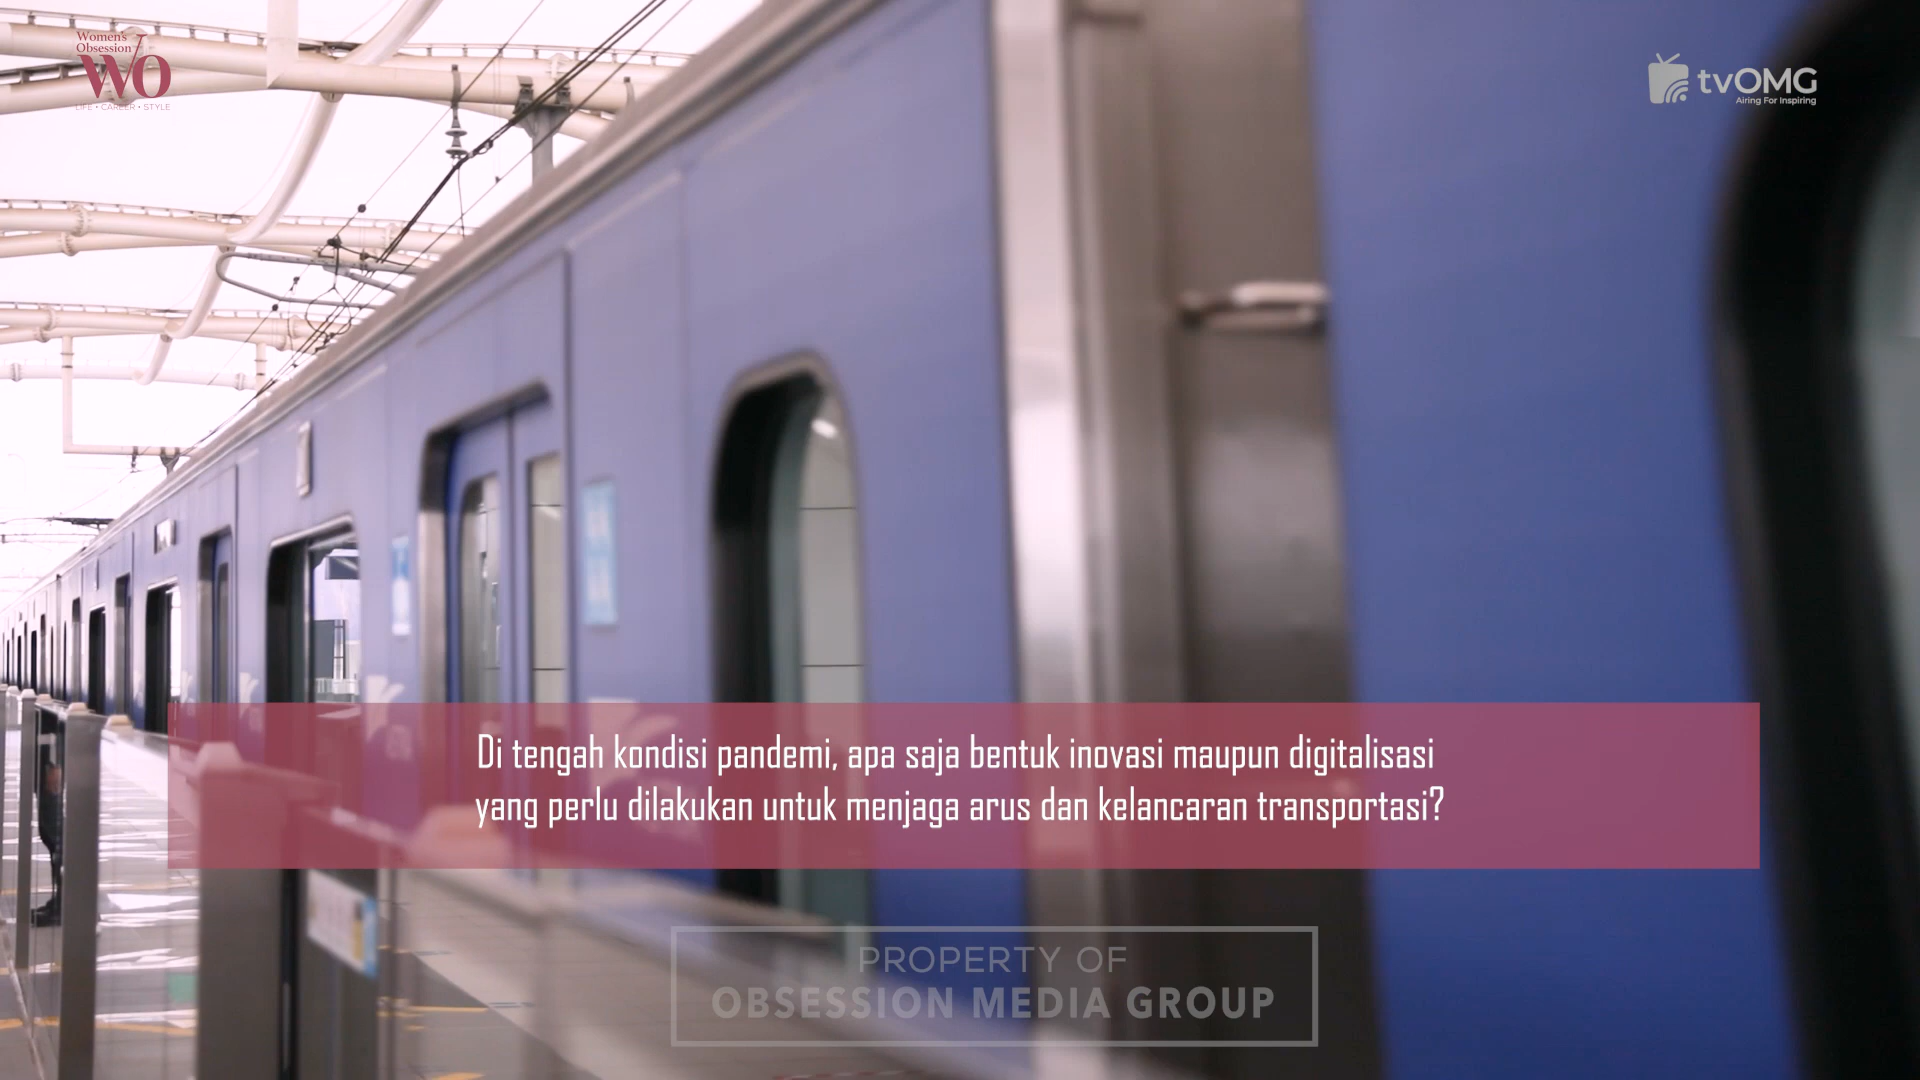 Women's
Obsession
WO
LIFE • CAREER • STYLE
tvOMG
Airing For Inspiring
Di tengah kondisi pandemi, apa saja bentuk inovasi maupun digitalisasi
yang perlu dilakukan untuk menjaga arus dan kelancaran transportasi?
PROPERTY OF
OBSESSION MEDIA GROUP